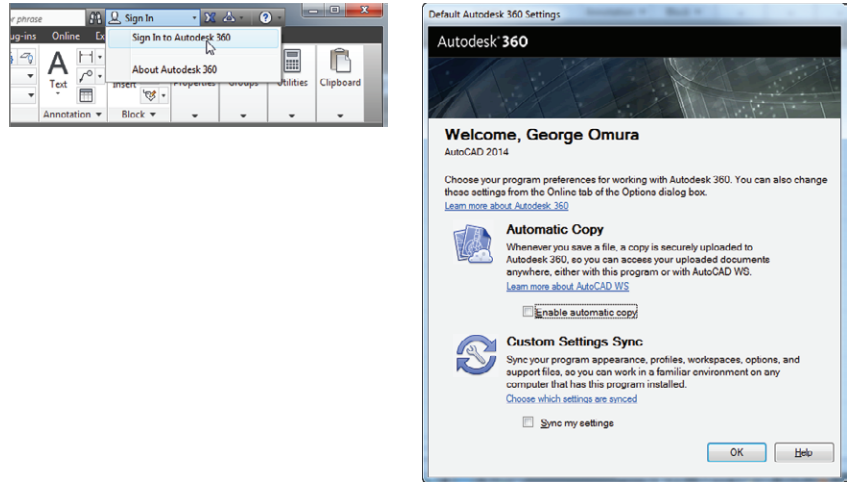 r phrase
Sign In
ug-ins Online Ex
Sign In to Autodesk 360
About Autodesk 360
Text
Insert Properties Groups Utilities Clipboard
Annotation Block
Default Autodesk 360 Settings
Autodesk® 360
Welcome, George Omura
AutoCAD 2014
Choose your program preferences for working with Autodesk 360. You can also change
these settings from the Online tab of the Options dialog box.
Learn more about Autodesk 360
Automatic Copy
Whenever you save a file, a copy is securely uploaded to
Autodesk 360, so you can access your uploaded documents
anywhere, either with this program or with AutoCAD WS.
Learn more about AutoCAD WS
Enable automatic copy
Custom Settings Sync
Sync your program appearance, profiles, workspaces, options, and
support files, so you can work in a familiar environment on any
computer that has this program installed.
Choose which settings are synced
Sync my settings
OK Help